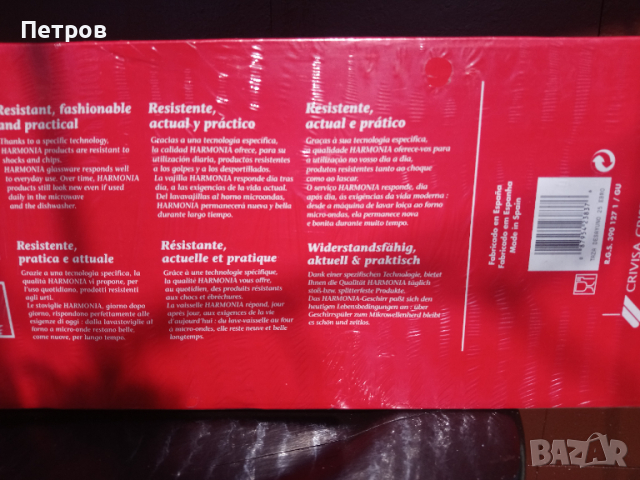 Петров
Resistant, fashionable
and practical
Thanks to a specific technology,
HARMONIA products are resistant to
shocks and chips.
HARMONIA glassware responds well
to everyday use. Over time, HARMONIA
products still look new even if used
daily in the microwave
and the dishwasher.
Resistente,
actual y práctico
Gracias a una tecnología específica,
la calidad HARMONIA ofrece, para su
utilización diaria, productos resistentes
a los golpes y a los desportillados.
La vajilla HARMONIA responde día tras
día, a las exigencias de la vida actual.
Del lavavajillas al horno microondas,
HARMONIA permanecerá nueva y bella
durante largo tiempo.
Resistente,
actual e prático
Graças à sua tecnologia específica,
a qualidade HARMONIA oferece-vos para
a utilização no vosso dia a dia,
produtos resistentes tanto ao choque
como ao lascar.
O serviço HARMONIA responde, dia
após dia, às exigencias da vida moderna :
desde a máquina de lavar loiça ao forno
micro-ondas, ela permanece nova
e bonita durante muito tempo.
Resistente,
pratica e attuale
Grazie a una tecnologia specifica, la
qualità HARMONIA vi propone, per
l'uso quotidiano, prodotti resistenti
agli urti.
Le stoviglie HARMONIA, giorno dopo
giorno, rispondono perfettamente alle
esigenze di oggi : dalla lavastoviglie al
forno a micro-onde restano belle,
come nuove, per lungo tempo.
Résistante,
actuelle et pratique
Grâce à une technologie spécifique, la
qualité HARMONIA vous offre,
au quotidien, des produits résistants
aux chocs et ébréchures.
La vaisselle HARMONIA répond, jour
après jour, aux exigences de la vie
d'aujourd'hui : du lave-vaisselle au four
à micro-ondes, elle reste neuve et belle
longtemps.
Widerstandsfähig,
aktuell & praktisch
Dank einer spezifischen Technologie, bietet
Ihnen die Qualität HARMONIA täglich
stoß-bzw. splitterfeste Produkte.
Das HARMONIA-Geschirr paßt sich den
heutigen Lebensbedingungen an : über
Geschirrspüler zum Mikrowellenherd bleibt
es schön und zeitlos.
Fabricado en España
Fabricado em Espanha
Made in Spain
R.G.S. 390 127 1 / GU
CRIVISA
BAZAR